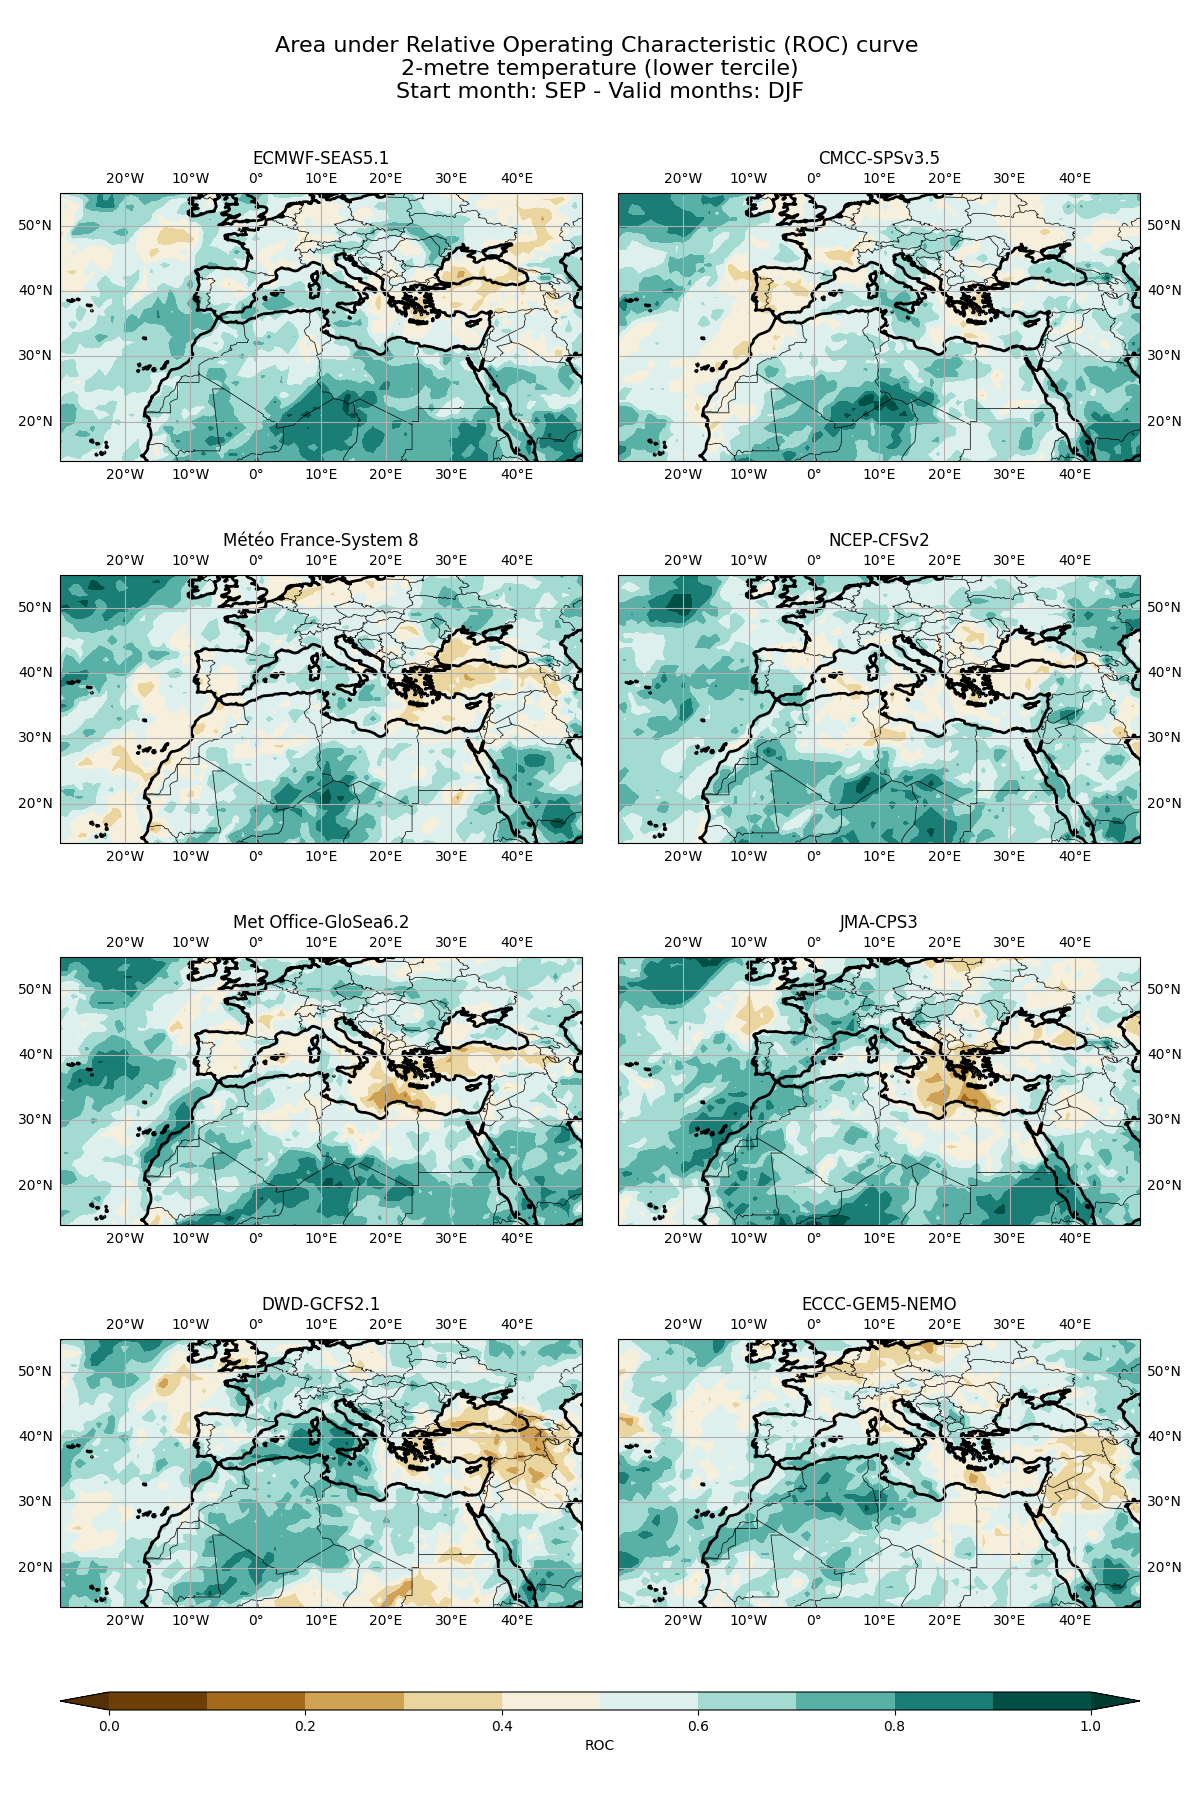 Area under Relative Operating Characteristic (ROC) curve
2-metre temperature (lower tercile)
Start month: SEP - Valid months: DJF
ECMWF-SEAS5.1
CMCC-SPSv3.5
20°W 10°W 0° 10°E 20°E 30°E 40°E
20°W 10°W 0° 10°E 20°E 30°E 40°E
50°N
50°N
40°N
40°N
30°N
30°N
20°N
20°N
20°W 10°W 0° 10°E 20°E 30°E 40°E
20°W 10°W 0° 10°E 20°E 30°E 40°E
Météo France-System 8
NCEP-CFSv2
20°W 10°W 0° 10°E 20°E 30°E 40°E
20°W 10°W 0° 10°E 20°E 30°E 40°E
50°N
50°N
40°N
40°N
30°N
30°N
20°N
20°N
20°W 10°W 0° 10°E 20°E 30°E 40°E
20°W 10°W 0° 10°E 20°E 30°E 40°E
Met Office-GloSea6.2
JMA-CPS3
20°W 10°W 0° 10°E 20°E 30°E 40°E
20°W 10°W 0° 10°E 20°E 30°E 40°E
50°N
50°N
40°N
40°N
30°N
30°N
20°N
20°N
20°W 10°W 0° 10°E 20°E 30°E 40°E
20°W 10°W 0° 10°E 20°E 30°E 40°E
DWD-GCFS2.1
ECCC-GEM5-NEMO
20°W 10°W 0° 10°E 20°E 30°E 40°E
20°W 10°W 0° 10°E 20°E 30°E 40°E
50°N
50°N
40°N
40°N
30°N
30°N
20°N
20°N
20°W 10°W 0° 10°E 20°E 30°E 40°E
20°W 10°W 0° 10°E 20°E 30°E 40°E
0.0 0.2 0.4 0.6 0.8 1.0
ROC